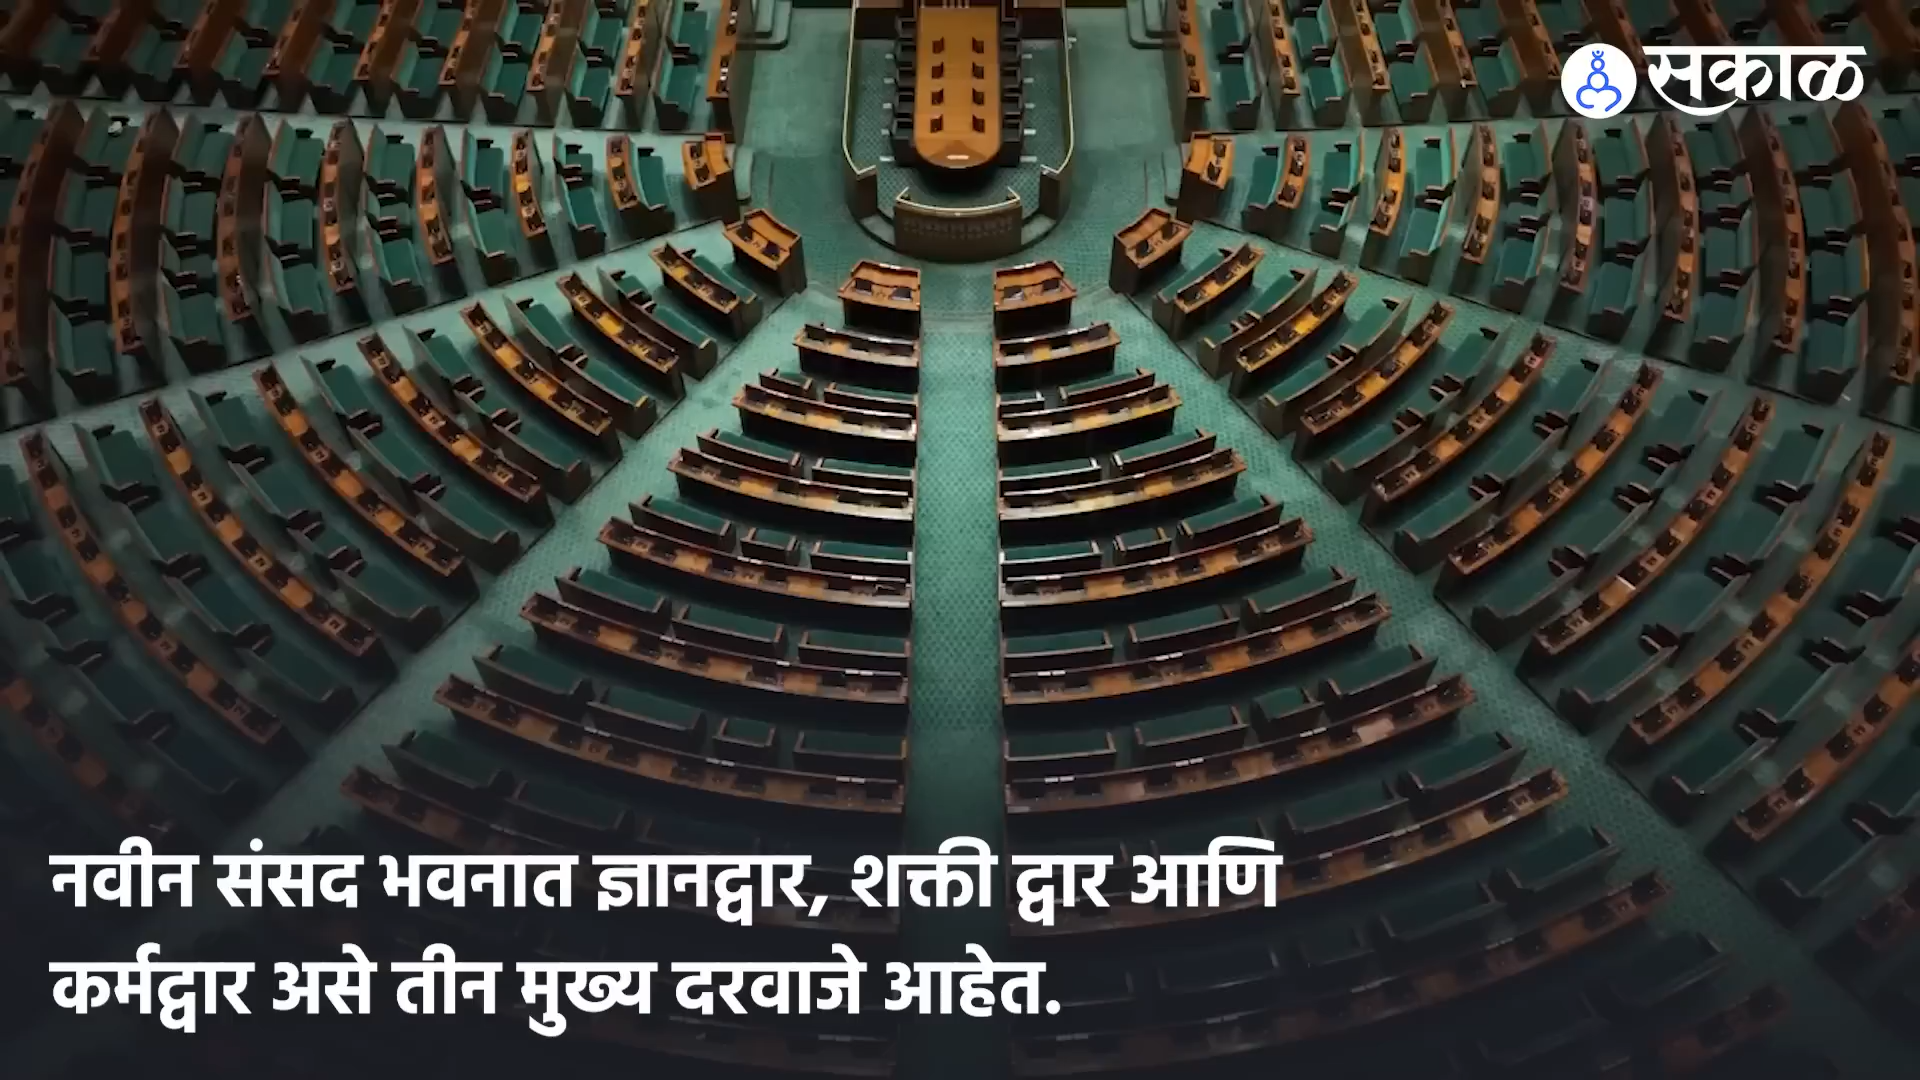 सकाळ
नवीन संसद भवनात ज्ञानद्वार, शक्ती द्वार आणि
कर्मद्वार असे तीन मुख्य दरवाजे आहेत.